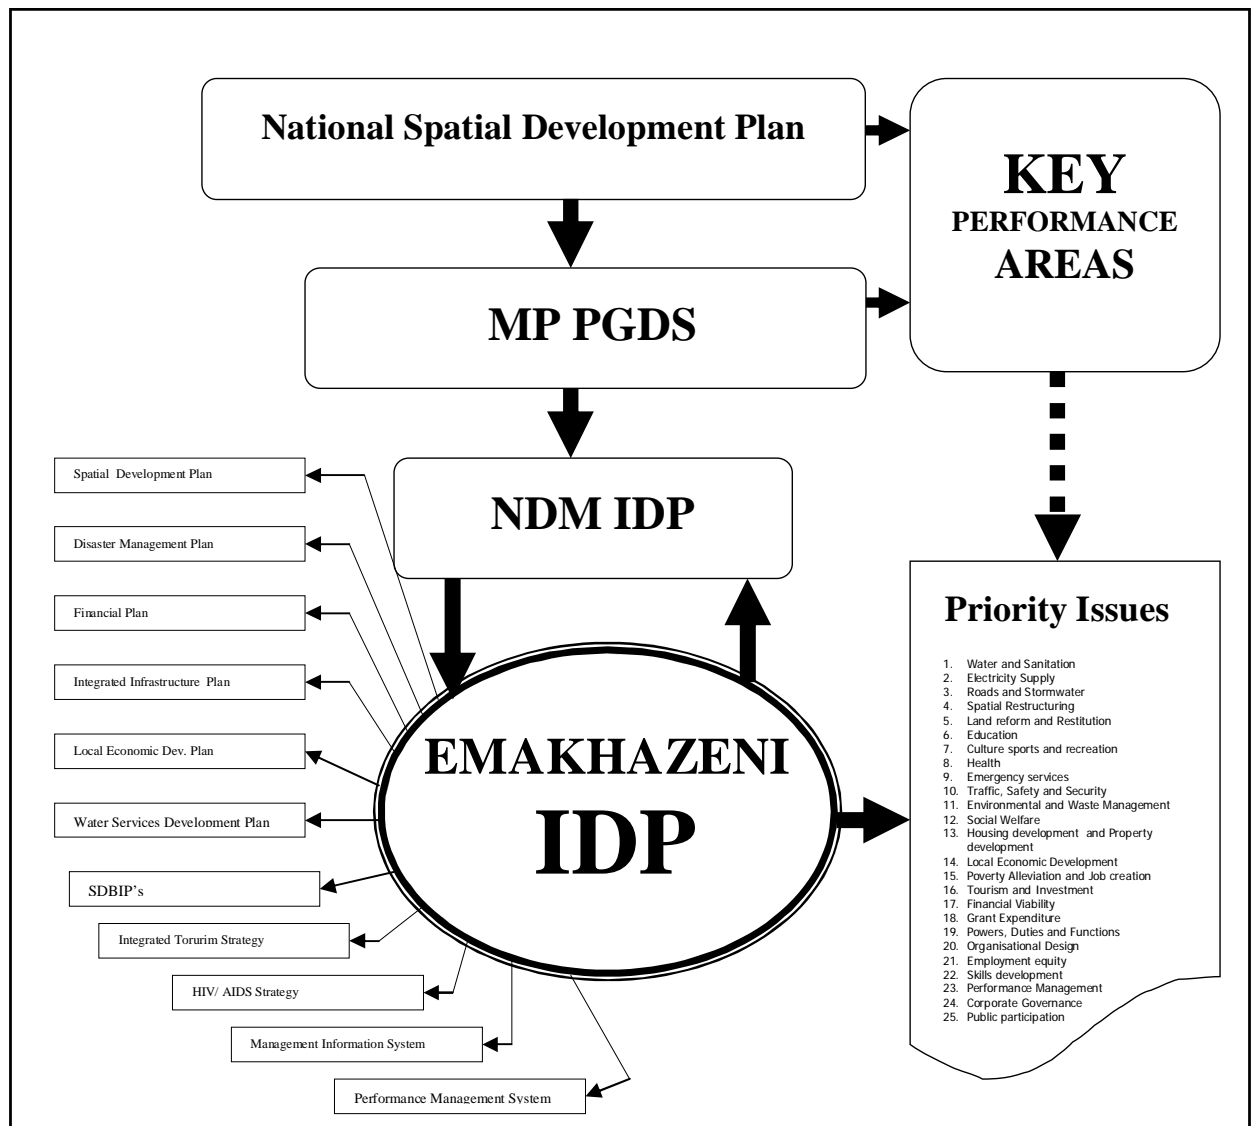 National Spatial Development Plan
KEY
PERFORMANCE
AREAS
MP PGDS
NDM IDP
Spatial Development Plan
Disaster Management Plan
Financial Plan
Integrated Infrastructure Plan
Local Economic Dev. Plan
Water Services Development Plan
SDBIP's
Integrated Torurim Strategy
HIV/ AIDS Strategy
Management Information System
Performance Management System
EMAKHAZENI
IDP
Priority Issues
1. Water and Sanitation
2. Electricity Supply
3. Roads and Stormwater
4. Spatial Restructuring
5. Land reform and Restitution
6. Education
7. Culture sports and recreation
8. Health
9. Emergency services
10. Traffic, Safety and Security
11. Environmental and Waste Management
12. Social Welfare
13. Housing development and Property
development
14. Local Economic Development
15. Poverty Alleviation and Job creation
16. Tourism and Investment
17. Financial Viability
18. Grant Expenditure
19. Powers, Duties and Functions
20. Organisational Design
21. Employment equity
22. Skills development
23. Performance Management
24. Corporate Governance
25. Public participation